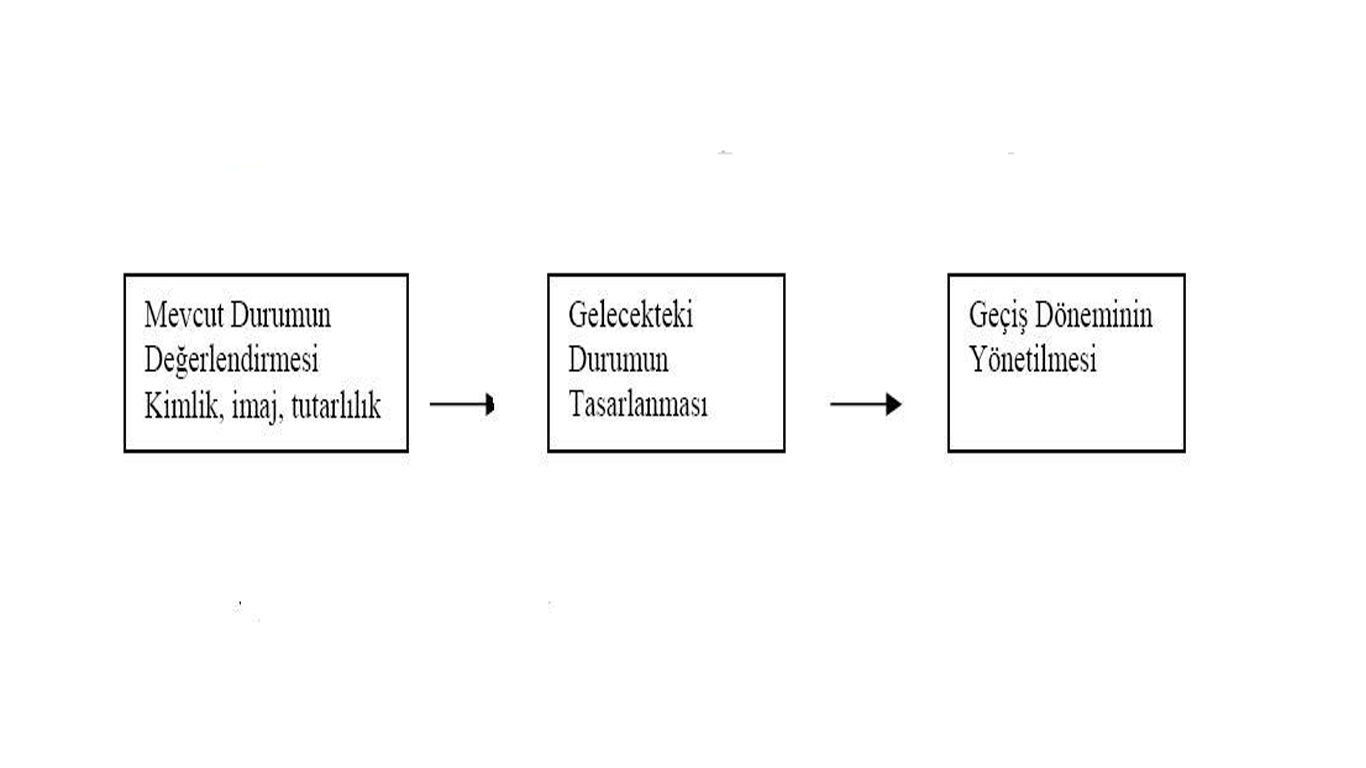 Mevcut Durumun
Değerlendirmesi
Kimlik, imaj, tutarlılık
Gelecekteki
Durumun
Tasarlanması
Geçiş Döneminin
Yönetilmesi